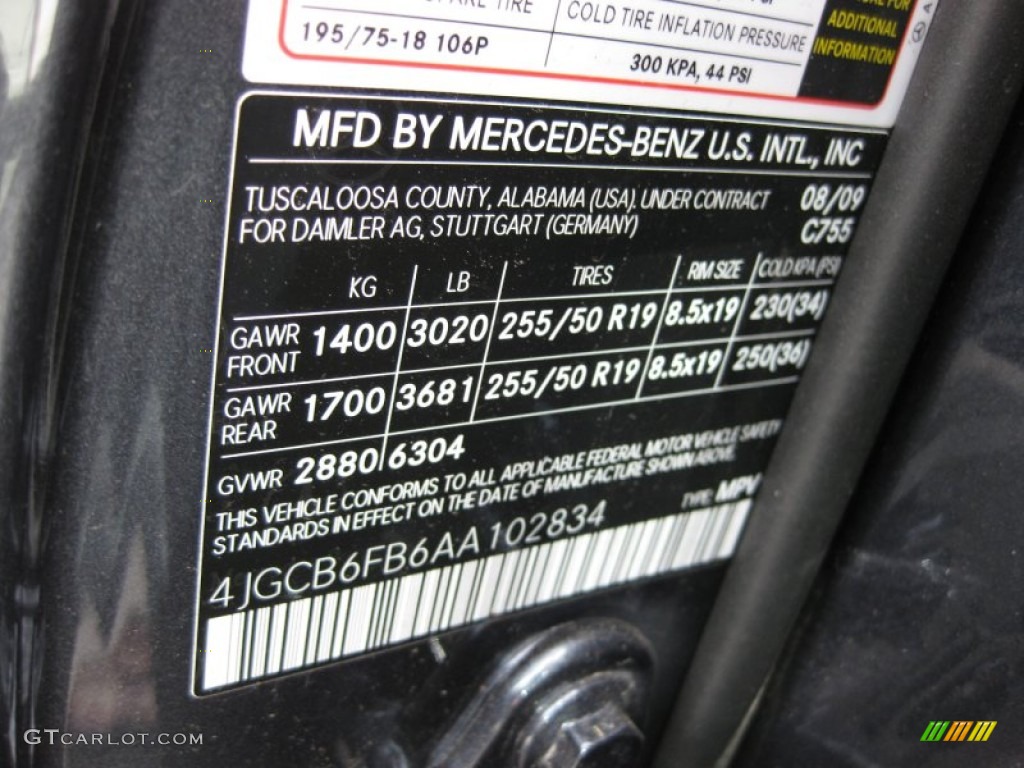 TIRE COLD TIRE INFLATION PRESSURE
195/75-18 106P 300 KPA, 44 PSI
ADDITIONAL
INFORMATION
MFD BY MERCEDES-BENZ U.S. INTL., INC
TUSCALOOSA COUNTY, ALABAMA (USA), UNDER CONTRACT 08/09
FOR DAIMLER AG, STUTTGART (GERMANY) C755
KG LB TIRES RIM SIZE COLD KPA (PSI)
GAWR FRONT 1400 3020 255/50 R19 8.5x19 230(34)
GAWR REAR 1700 3681 255/50 R19 8.5x19 250(36)
GVWR 2880 6304
THIS VEHICLE CONFORMS TO ALL APPLICABLE FEDERAL MOTOR VEHICLE SAFETY
STANDARDS IN EFFECT ON THE DATE OF MANUFACTURE SHOWN ABOVE.
TYPE: MPV
4JGCB6FB6AA102834
GTCARLOT.COM